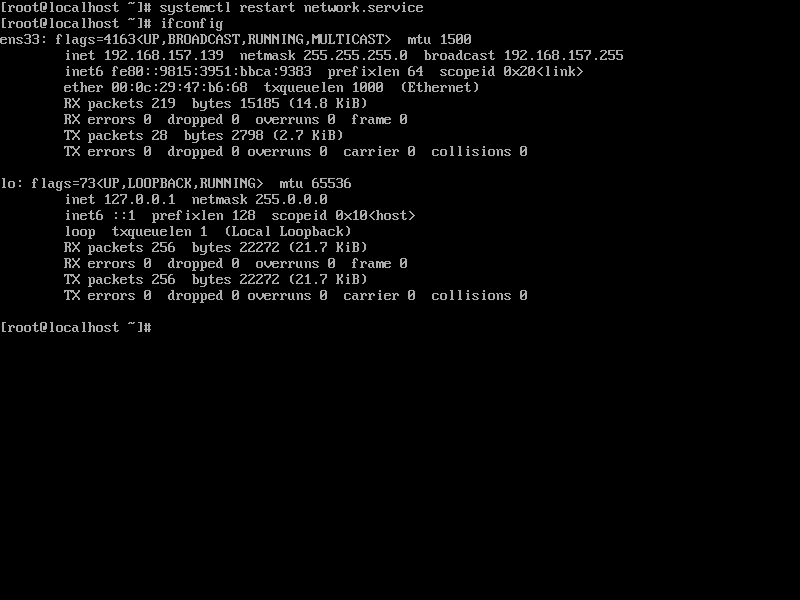 [root@localhost ~]# systemctl restart network.service
[root@localhost ~]# ifconfig
ens33: flags=4163<UP,BROADCAST,RUNNING,MULTICAST>  mtu 1500
        inet 192.168.157.139  netmask 255.255.255.0  broadcast 192.168.157.255
        inet6 fe80::9815:3951:bbca:9383  prefixlen 64  scopeid 0x20<link>
        ether 00:0c:29:47:b6:68  txqueuelen 1000  (Ethernet)
        RX packets 219  bytes 15185 (14.8 KiB)
        RX errors 0  dropped 0  overruns 0  frame 0
        TX packets 28  bytes 2798 (2.7 KiB)
        TX errors 0  dropped 0 overruns 0  carrier 0  collisions 0

lo: flags=73<UP,LOOPBACK,RUNNING>  mtu 65536
        inet 127.0.0.1  netmask 255.0.0.0
        inet6 ::1  prefixlen 128  scopeid 0x10<host>
        loop  txqueuelen 1  (Local Loopback)
        RX packets 256  bytes 22272 (21.7 KiB)
        RX errors 0  dropped 0  overruns 0  frame 0
        TX packets 256  bytes 22272 (21.7 KiB)
        TX errors 0  dropped 0 overruns 0  carrier 0  collisions 0

[root@localhost ~]#